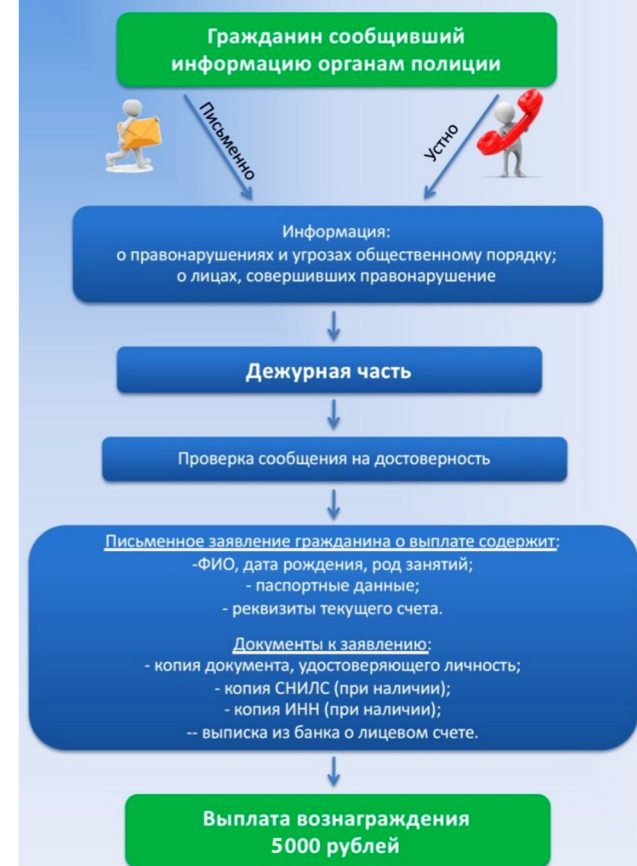 Гражданин сообщивший
информацию органам полиции
Письменно
Устно
Информация:
о правонарушениях и угрозах общественному порядку;
о лицах, совершивших правонарушение
Дежурная часть
Проверка сообщения на достоверность
Письменное заявление гражданина о выплате содержит:
-ФИО, дата рождения, род занятий;
- паспортные данные;
- реквизиты текущего счета.
Документы к заявлению:
- копия документа, удостоверяющего личность;
- копия СНИЛС (при наличии);
- копия ИНН (при наличии);
-- выписка из банка о лицевом счете.
Выплата вознаграждения
5000 рублей